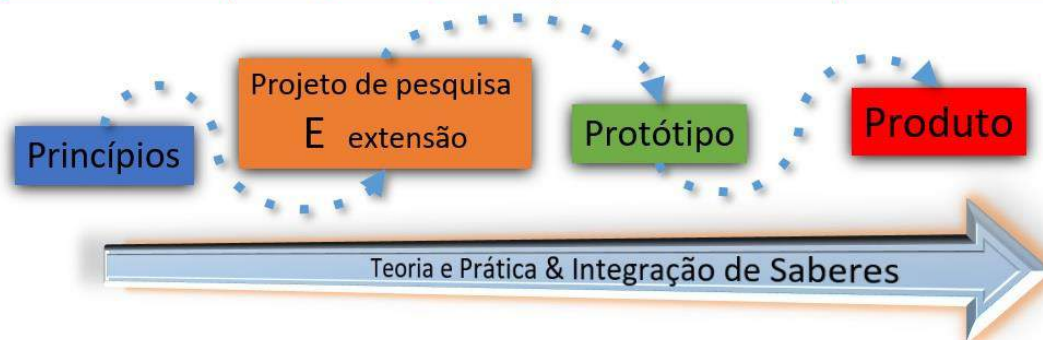 Princípios
Projeto de pesquisa
E extensão
Protótipo
Produto
Teoria e Prática & Integração de Saberes